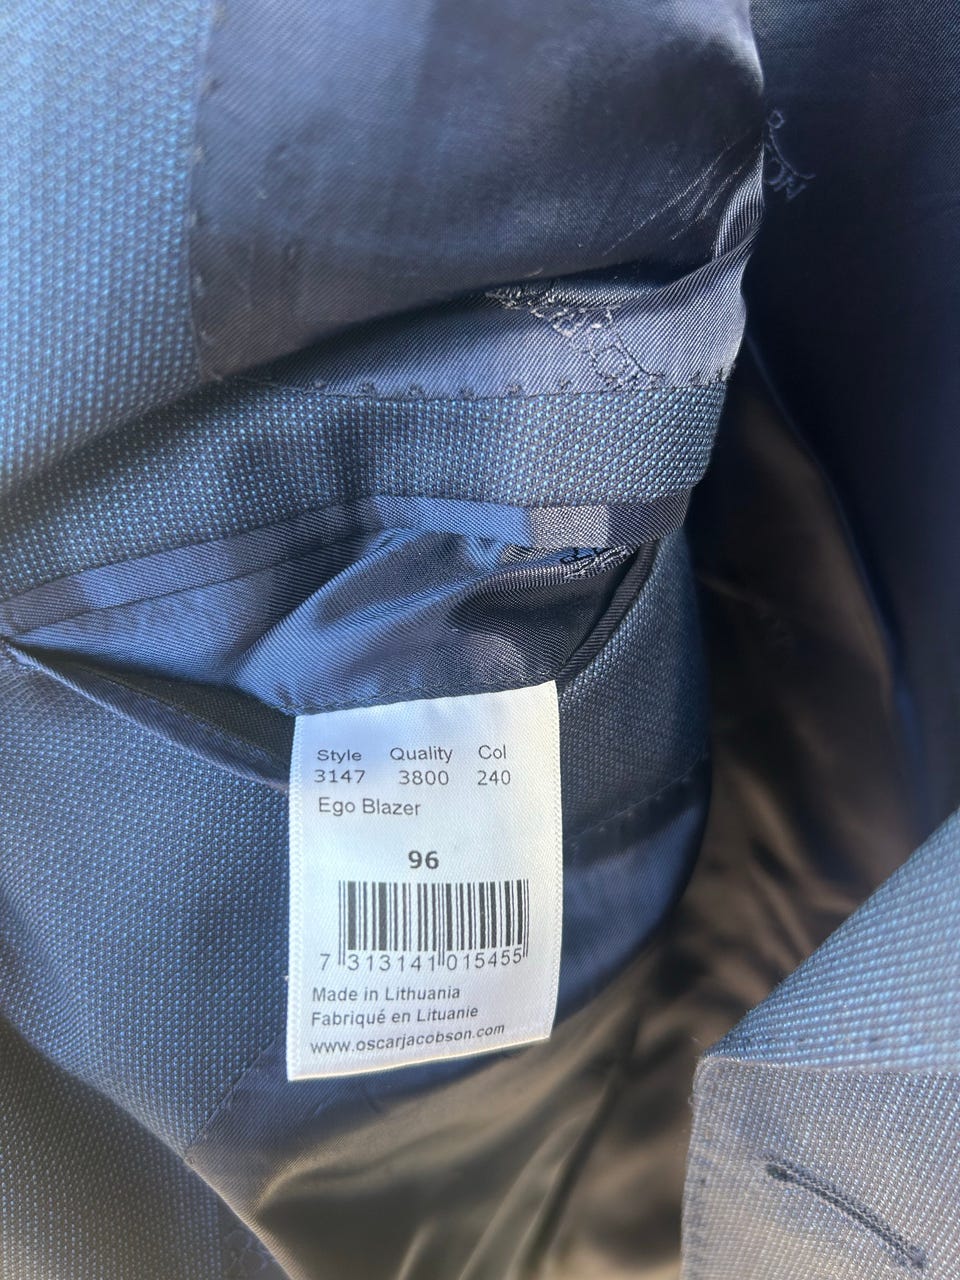 Style Quality Col
3147 3800 240
Ego Blazer
96
7 313141 015455
Made in Lithuania
Fabriqué en Lituanie
www.oscarjacobson.com